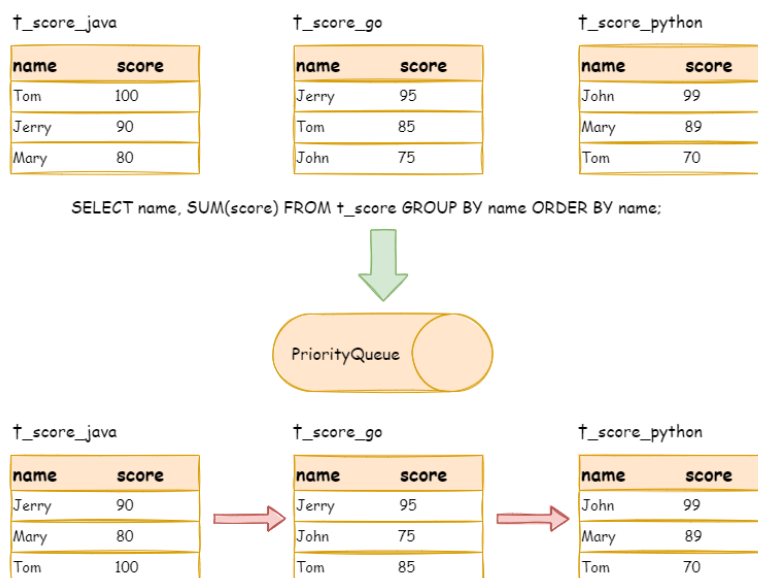 t_score_java t_score_go t_score_python
name score name score name score
Tom 100 Jerry 95 John 99
Jerry 90 Tom 85 Mary 89
Mary 80 John 75 Tom 70
SELECT name, SUM(score) FROM t_score GROUP BY name ORDER BY name;
PriorityQueue
t_score_java t_score_go t_score_python
name score name score name score
Jerry 90 Jerry 95 John 99
Mary 80 John 75 Mary 89
Tom 100 Tom 85 Tom 70